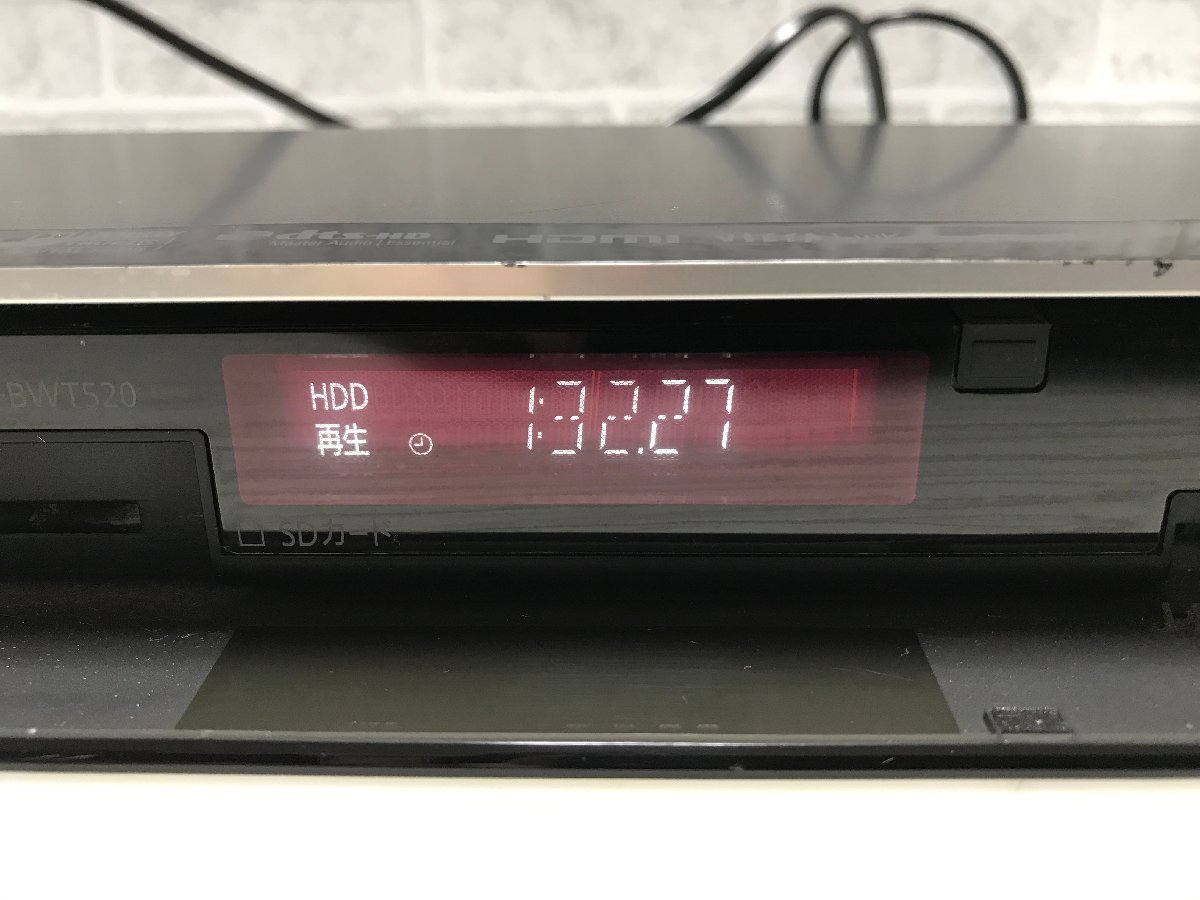 dts-HD
Master Audio | Essential
HDMI
-BWT520
HDD
1:32.27
再生
SDカード